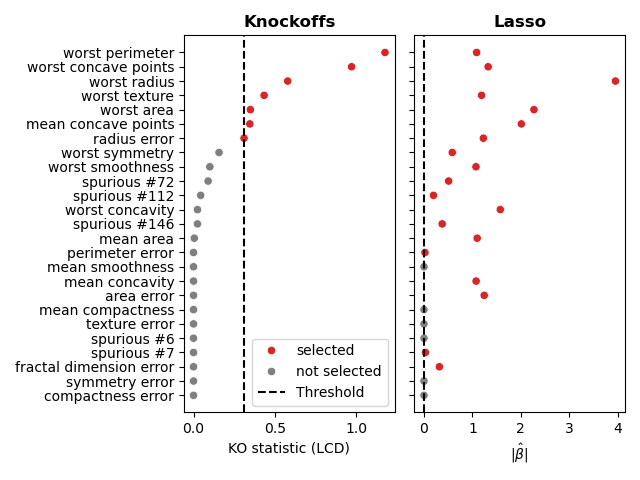 Knockoffs
Lasso
worst perimeter
worst concave points
worst radius
worst texture
worst area
mean concave points
radius error
worst symmetry
worst smoothness
spurious #72
spurious #112
worst concavity
spurious #146
mean area
perimeter error
mean smoothness
mean concavity
area error
mean compactness
texture error
spurious #6
spurious #7
fractal dimension error
symmetry error
compactness error
selected
not selected
Threshold
0.0 0.5 1.0
KO statistic (LCD)
0 1 2 3 4
|β̂|